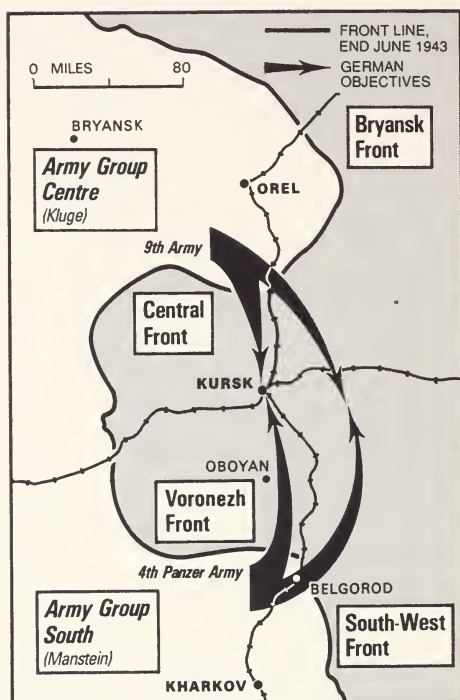 FRONT LINE,
END JUNE 1943
GERMAN
OBJECTIVES
0 MILES 80
BRYANSK
Bryansk
Front
Army Group
Centre
(Kluge)
OREL
9th Army
Central
Front
KURSK
OBOYAN
Voronezh
Front
4th Panzer Army
BELGOROD
Army Group
South
(Manstein)
South-West
Front
KHARKOV